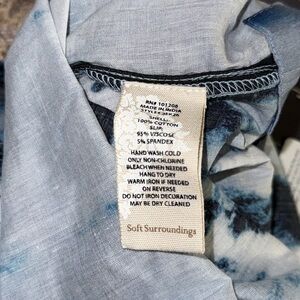 RN# 101208
MADE IN INDIA
SHELL:
100% COTTON
SLIP:
95% VISCOSE
5% SPANDEX
HAND WASH COLD
ONLY NON-CHLORINE
BLEACH WHEN NEEDED
HANG TO DRY
WARM IRON IF NEEDED
ON REVERSE
DO NOT IRON DECORATION
MAY BE DRY CLEANED
Soft Surroundings